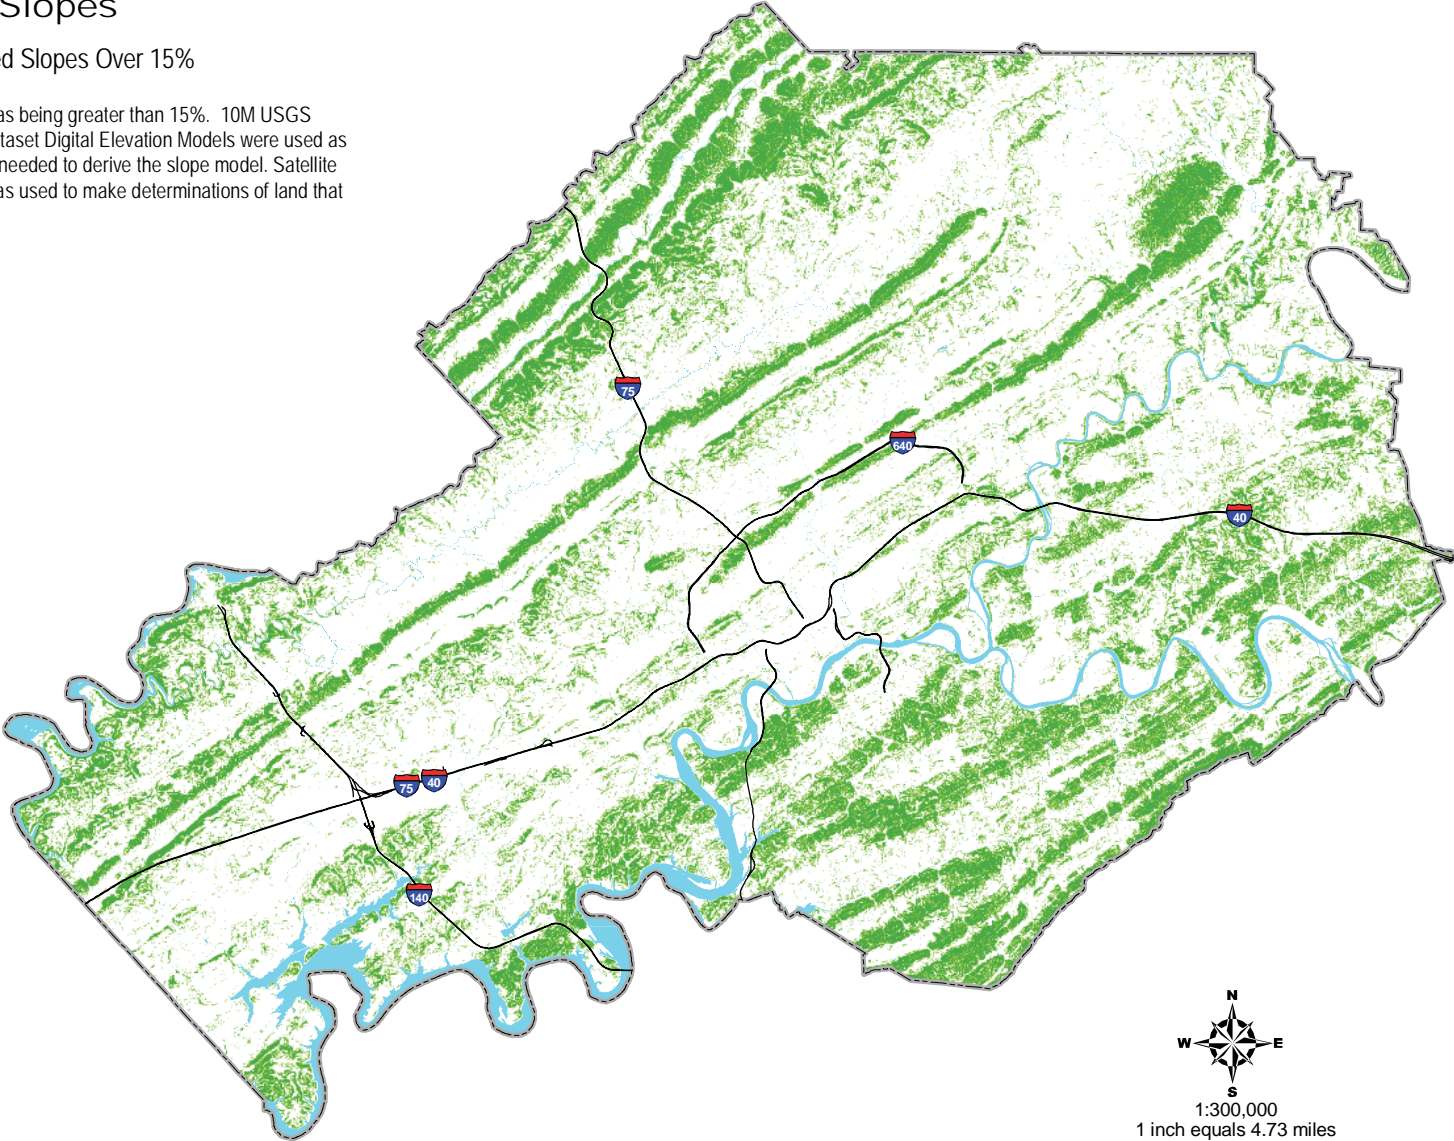 Slopes
d Slopes Over 15%
as being greater than 15%. 10M USGS
taset Digital Elevation Models were used as
needed to derive the slope model. Satellite
as used to make determinations of land that
75
640
40
75
40
140
N
W
E
S
1:300,000
1 inch equals 4.73 miles